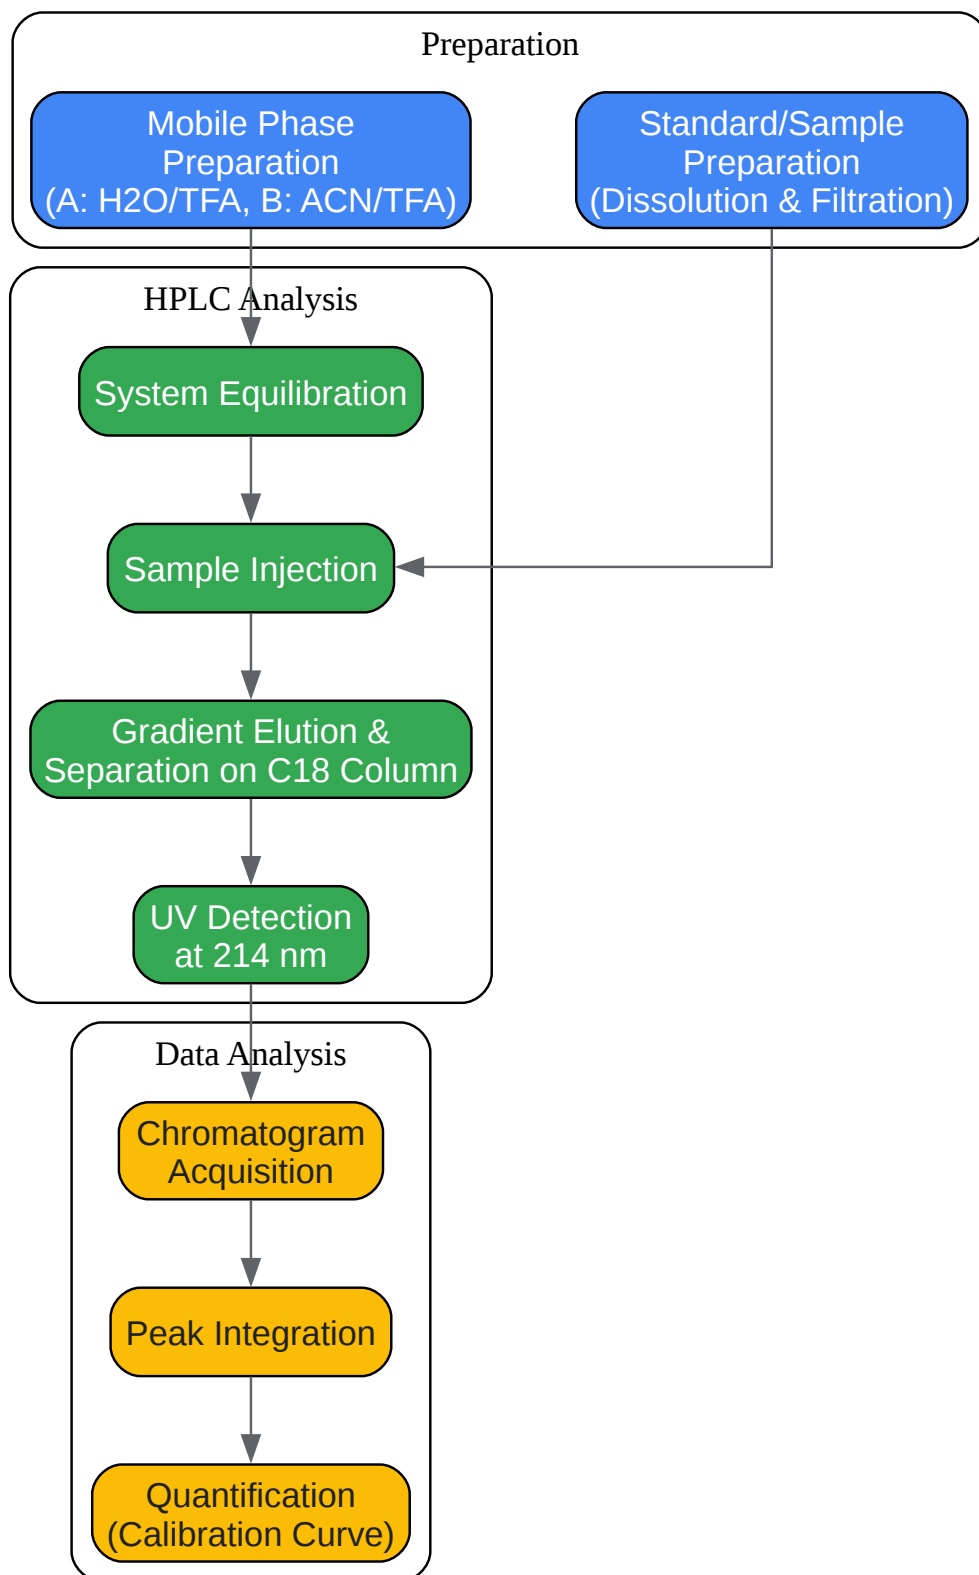 Preparation
Mobile Phase
Preparation
(A: H2O/TFA, B: ACN/TFA)
Standard/Sample
Preparation
(Dissolution & Filtration)
HPLC Analysis
System Equilibration
Sample Injection
Gradient Elution &
Separation on C18 Column
UV Detection
at 214 nm
Data Analysis
Chromatogram
Acquisition
Peak Integration
Quantification
(Calibration Curve)